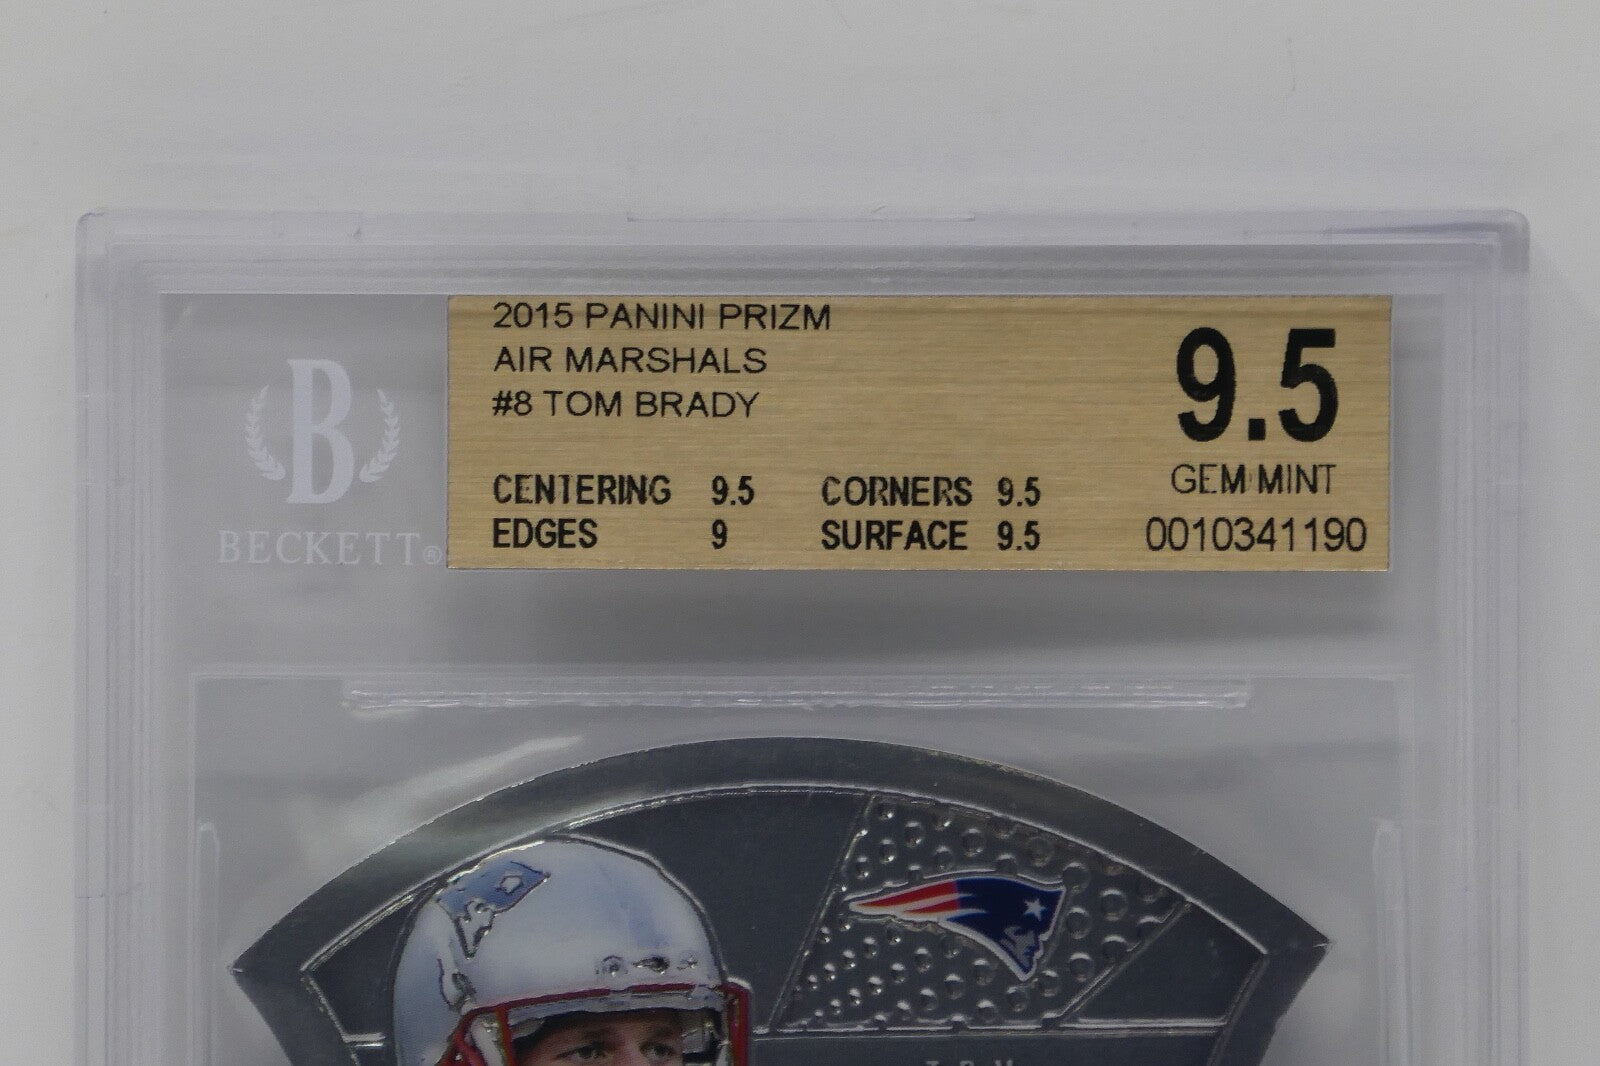 2015 PANINI PRIZM
AIR MARSHALS
#8 TOM BRADY
9.5
GEM MINT
CENTERING 9.5 CORNERS 9.5
EDGES 9 SURFACE 9.5
0010341190
B
BECKETT®
TOM